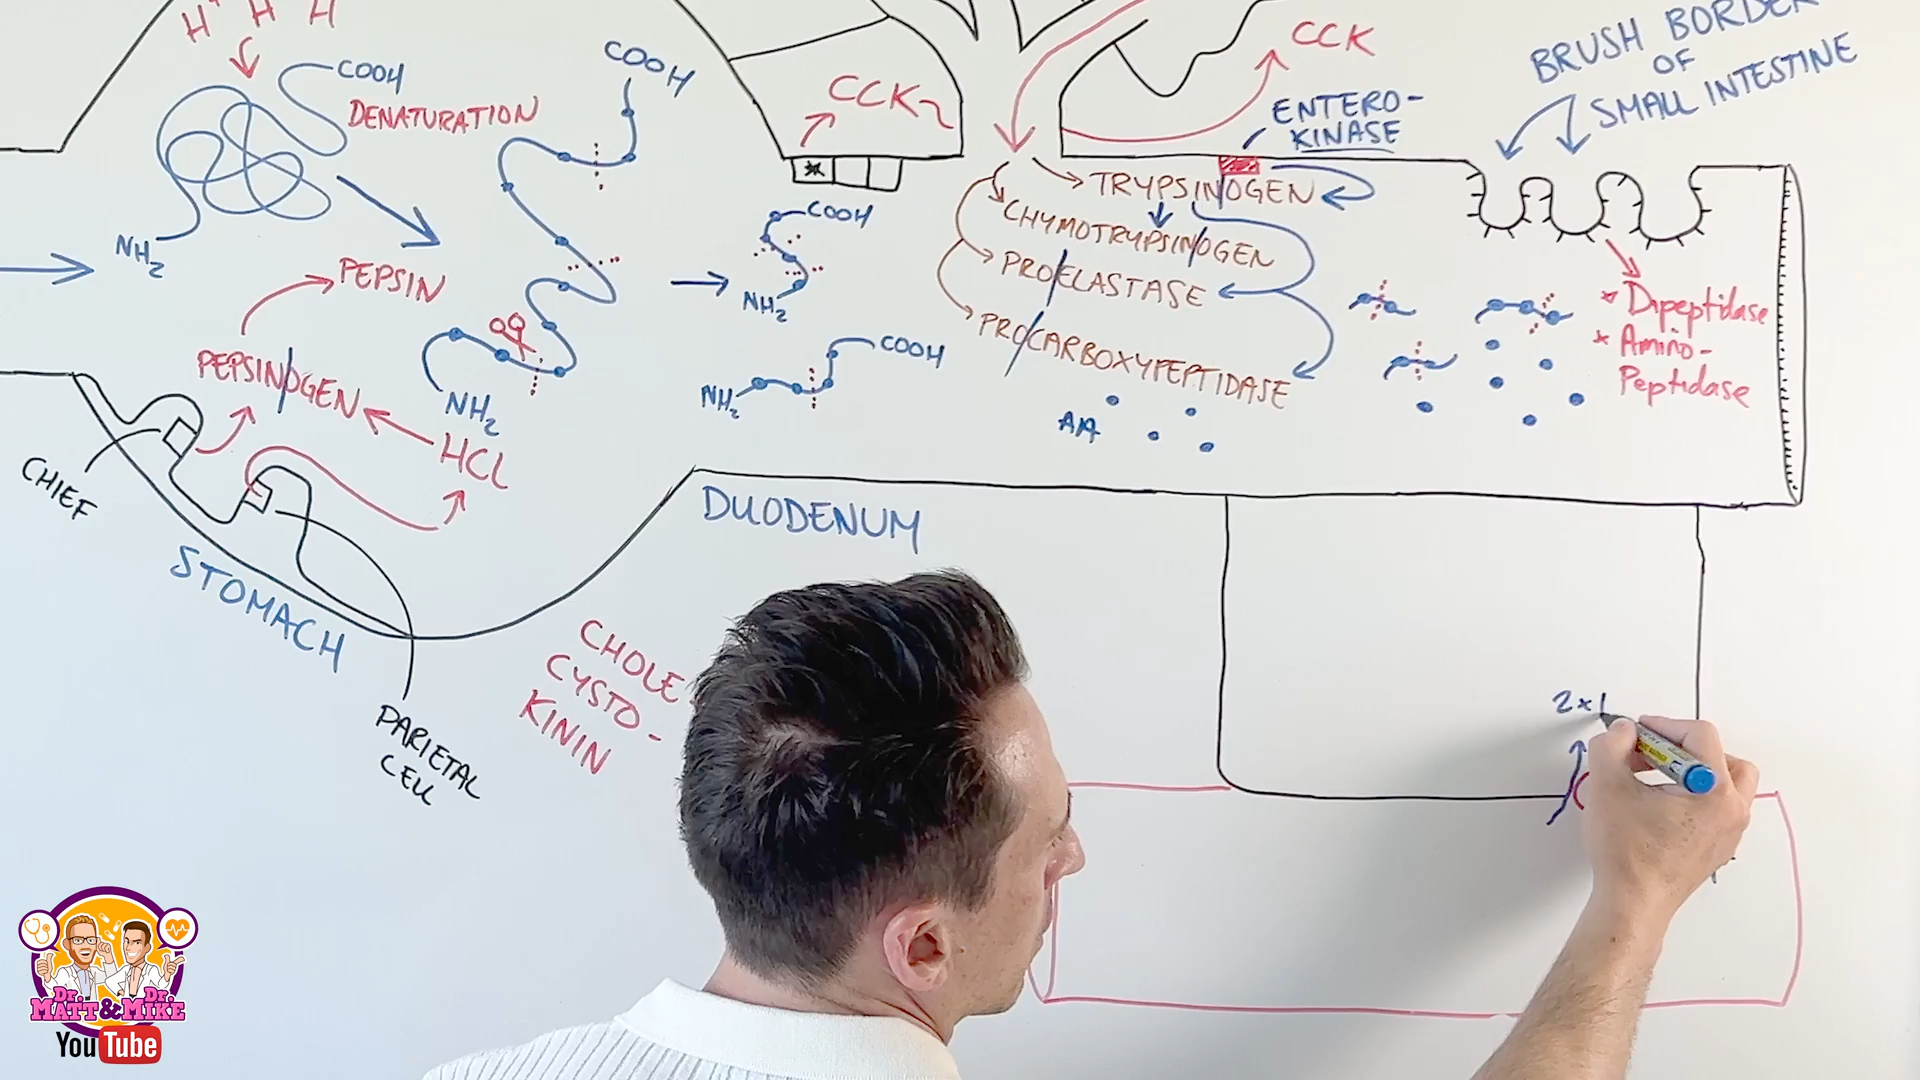 H+ H H
COOH
DENATURATION
NH2
COOH
PEPSIN
PEPSINOGEN
NH2
HCL
CHIEF
STOMACH
PARIETAL
CELL
CHOLE
CYSTO-
KININ
CCK
COOH
NH2
COOH
NH2
DUODENUM
CCK
ENTERO-
KINASE
TRYPSINOGEN
CHYMOTRYPSINOGEN
PROELASTASE
PROCARBOXYPEPTIDASE
AA
BRUSH BORDER
OF
SMALL INTESTINE
* Dipeptidase
* Amino-
Peptidase
2x1
Dr. Dr.
MATT & MIKE
YouTube